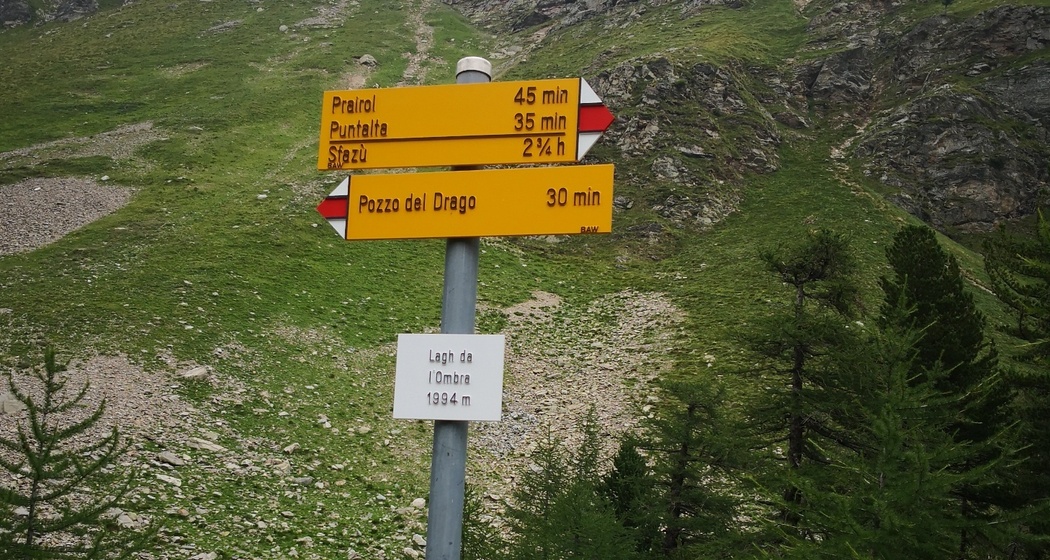 Prairol 45 min
Puntalta 35 min
Sfazù 2¾ h
BAW
Pozzo del Drago 30 min
BAW
Lagh da
l'Ombra
1994 m